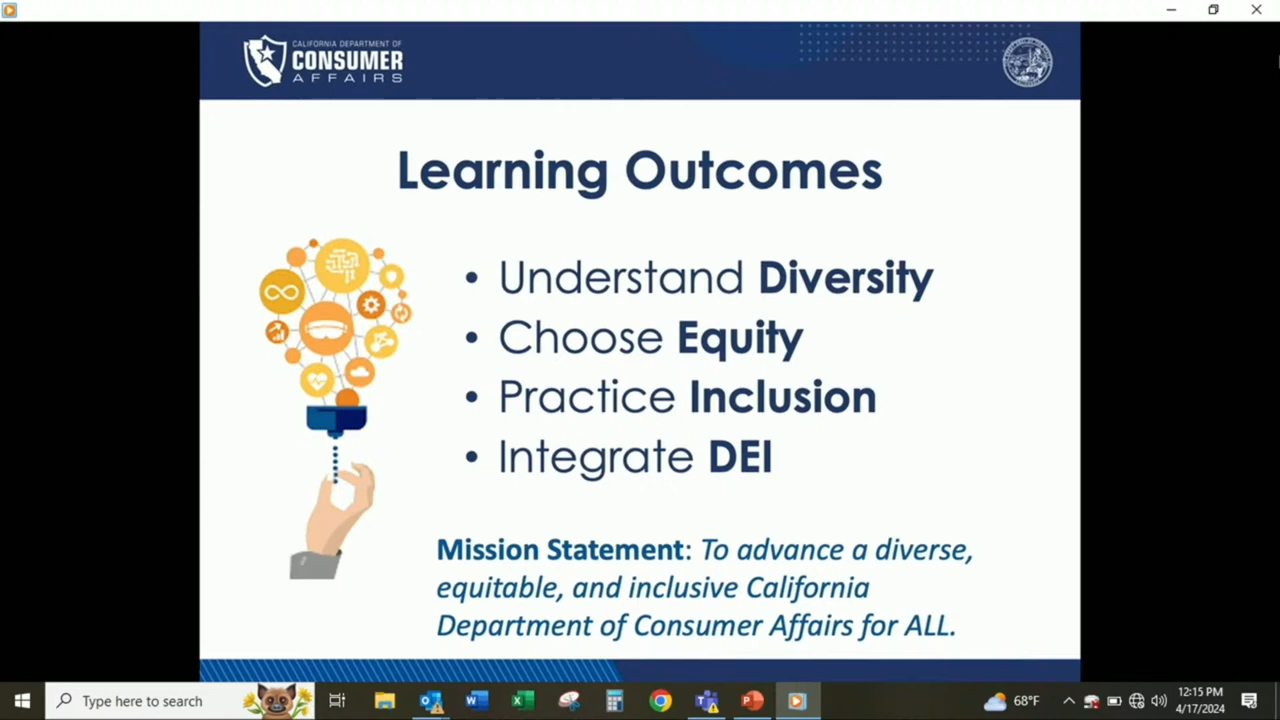 CALIFORNIA DEPARTMENT OF
CONSUMER
AFFAIRS
Learning Outcomes
• Understand Diversity
• Choose Equity
• Practice Inclusion
• Integrate DEI
Mission Statement: To advance a diverse,
equitable, and inclusive California
Department of Consumer Affairs for ALL.
Type here to search
68°F
12:15 PM
4/17/2024